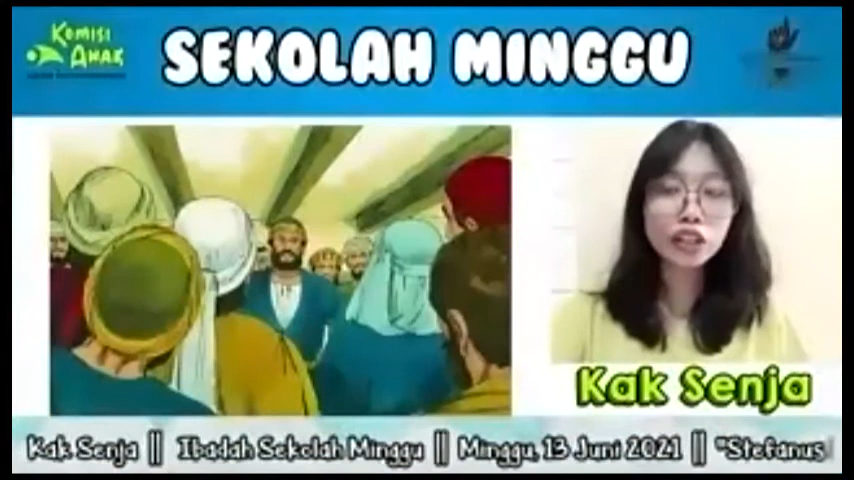 KOMISI
ANAK
SEKOLAH MINGGU
Kak Senja
Kak Senja || Ibadah Sekolah Minggu || Minggu, 13 Juni 2021 || "Stefanus